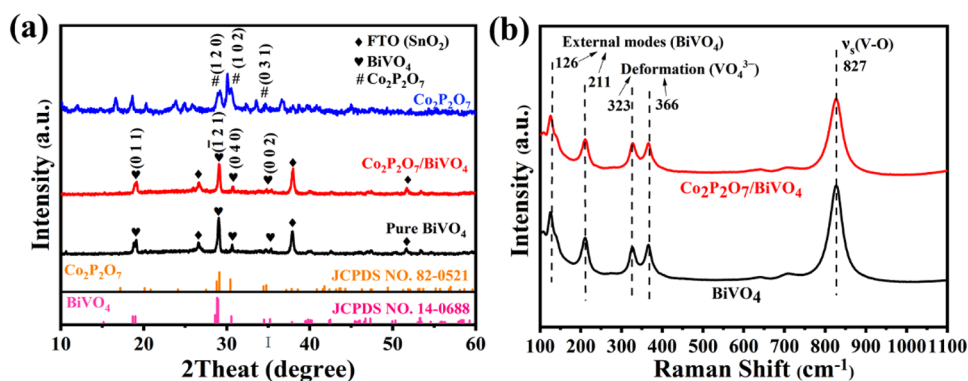 (a)
Intensity (a.u.)
#(1 2 0)
#(1 0 2)
#(0 3 1)
♦ FTO (SnO₂)
♥ BiVO₄
# Co₂P₂O₇
Co₂P₂O₇
(0 1 1)
(1̅ 2 1)
(0 4 0)
(0 0 2)
Co₂P₂O₇/BiVO₄
Pure BiVO₄
Co₂P₂O₇
JCPDS NO. 82-0521
BiVO₄
JCPDS NO. 14-0688
10 20 30 40 50 60
2Theat (degree)
(b)
Intensity (a.u.)
External modes (BiVO₄)
126
211
Deformation (VO₄³⁻)
323
366
νs(V-O)
827
Co₂P₂O₇/BiVO₄
BiVO₄
100 200 300 400 500 600 700 800 900 1000 1100
Raman Shift (cm⁻¹)